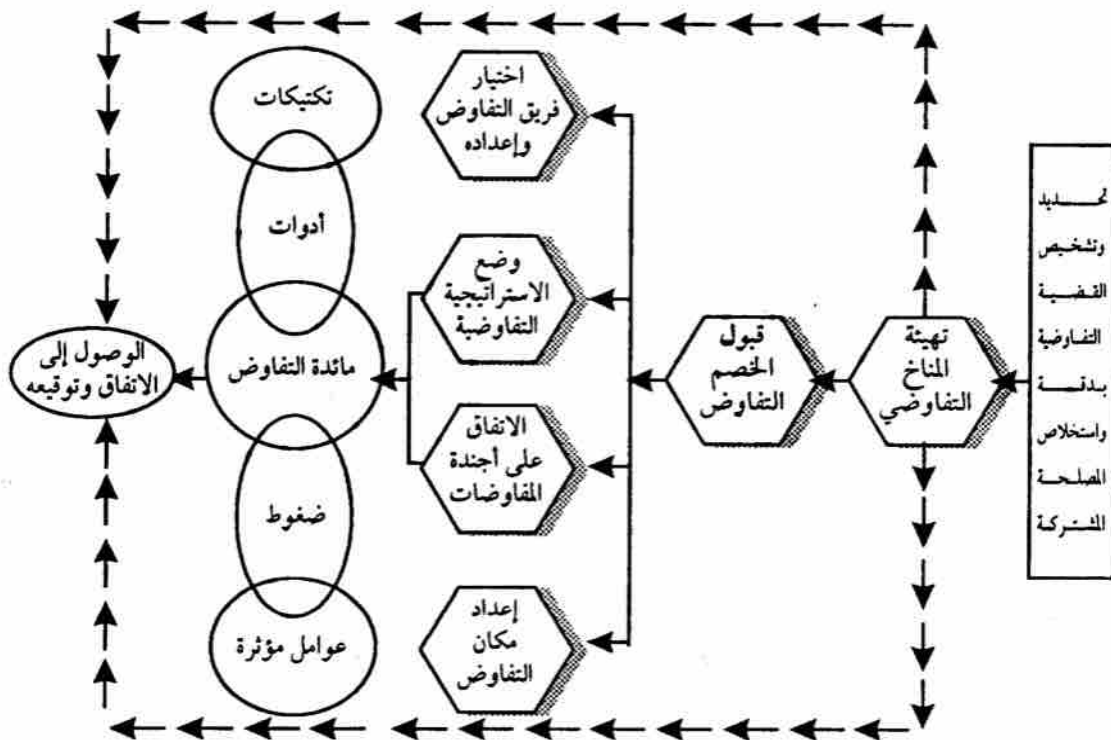 تحديد
وتشخيص
القضية
التفاوضية
بدقة
واستخلاص
المصلحة
المشتركة
تهيئة
المناخ
التفاوضي
قبول
الخصم
التفاوض
اختيار
فريق التفاوض
وإعداده
وضع
الاستراتيجية
التفاوضية
الاتفاق
على أجندة
المفاوضات
إعداد
مكان
التفاوض
تكتيكات
أدوات
مائدة التفاوض
ضغوط
عوامل مؤثرة
الوصول إلى
الاتفاق وتوقيعه